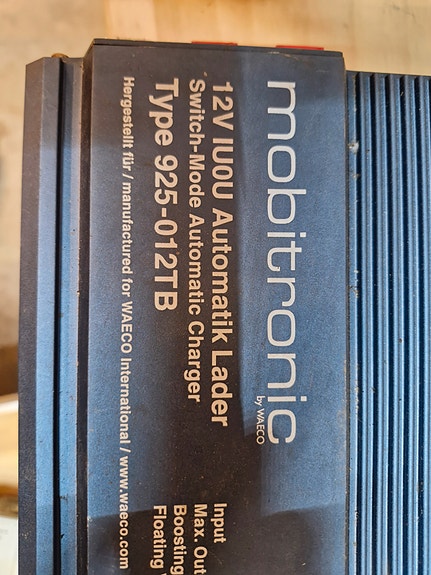 mobitronic
by WAECO
12V IU0U Automatik Lader
Switch-Mode Automatic Charger
Type 925-012TB
Hergestellt für / manufactured for WAECO International / www.waeco.com
Input
Max. Out
Boosting
Floating